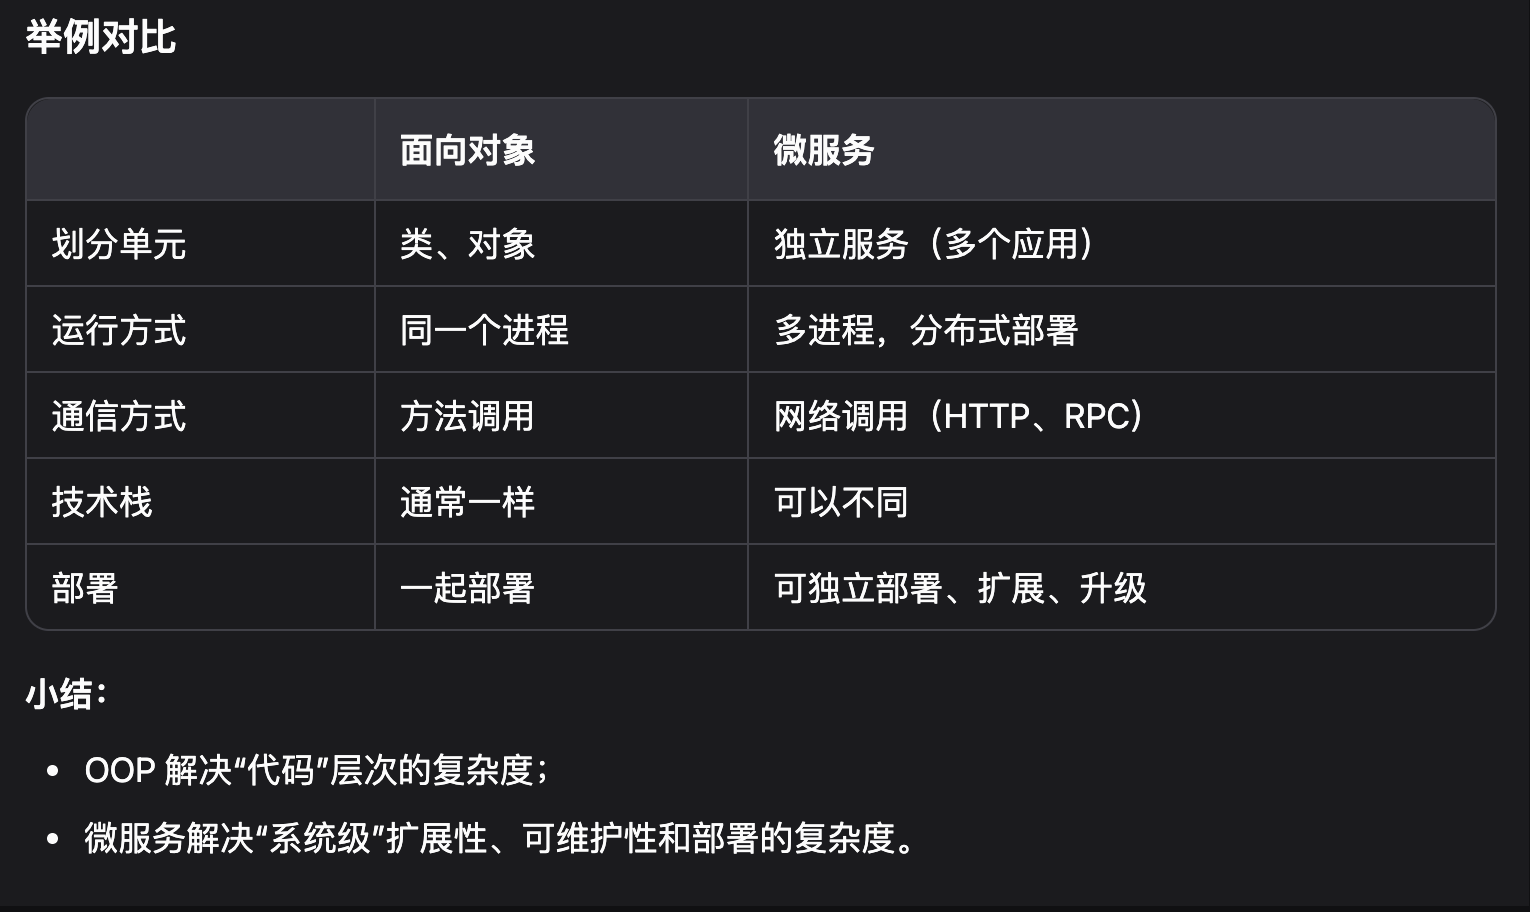 举例对比
面向对象 微服务
划分单元 类、对象 独立服务（多个应用）
运行方式 同一个进程 多进程，分布式部署
通信方式 方法调用 网络调用（HTTP、RPC）
技术栈 通常一样 可以不同
部署 一起部署 可独立部署、扩展、升级
小结：
• OOP 解决“代码”层次的复杂度；
• 微服务解决“系统级”扩展性、可维护性和部署的复杂度。